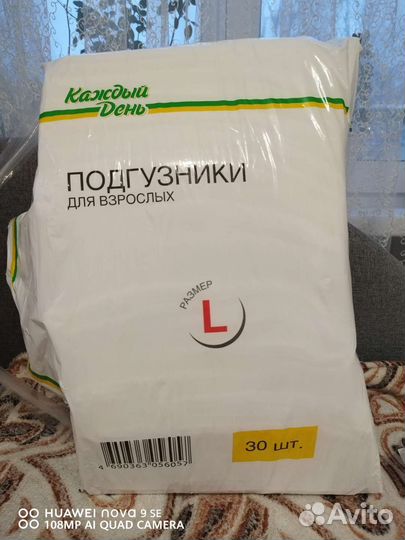 Каждый
День
ПОДГУЗНИКИ
ДЛЯ ВЗРОСЛЫХ
РАЗМЕР
L
30 шт.
4 690363 056057
HUAWEI nova 9 SE
108MP AI QUAD CAMERA
Avito